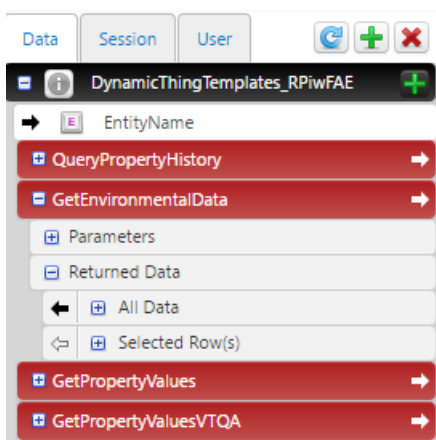 Data Session User
DynamicThingTemplates_RPiwFAE
E EntityName
QueryPropertyHistory
GetEnvironmentalData
Parameters
Returned Data
All Data
Selected Row(s)
GetPropertyValues
GetPropertyValuesVTQA